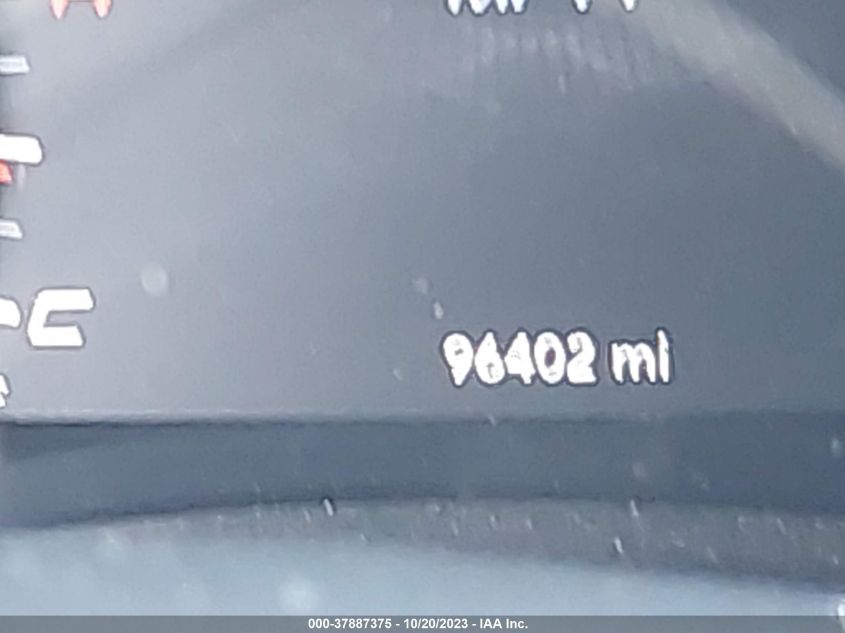 H
C
96402 mi
000-37887375 - 10/20/2023 - IAA Inc.